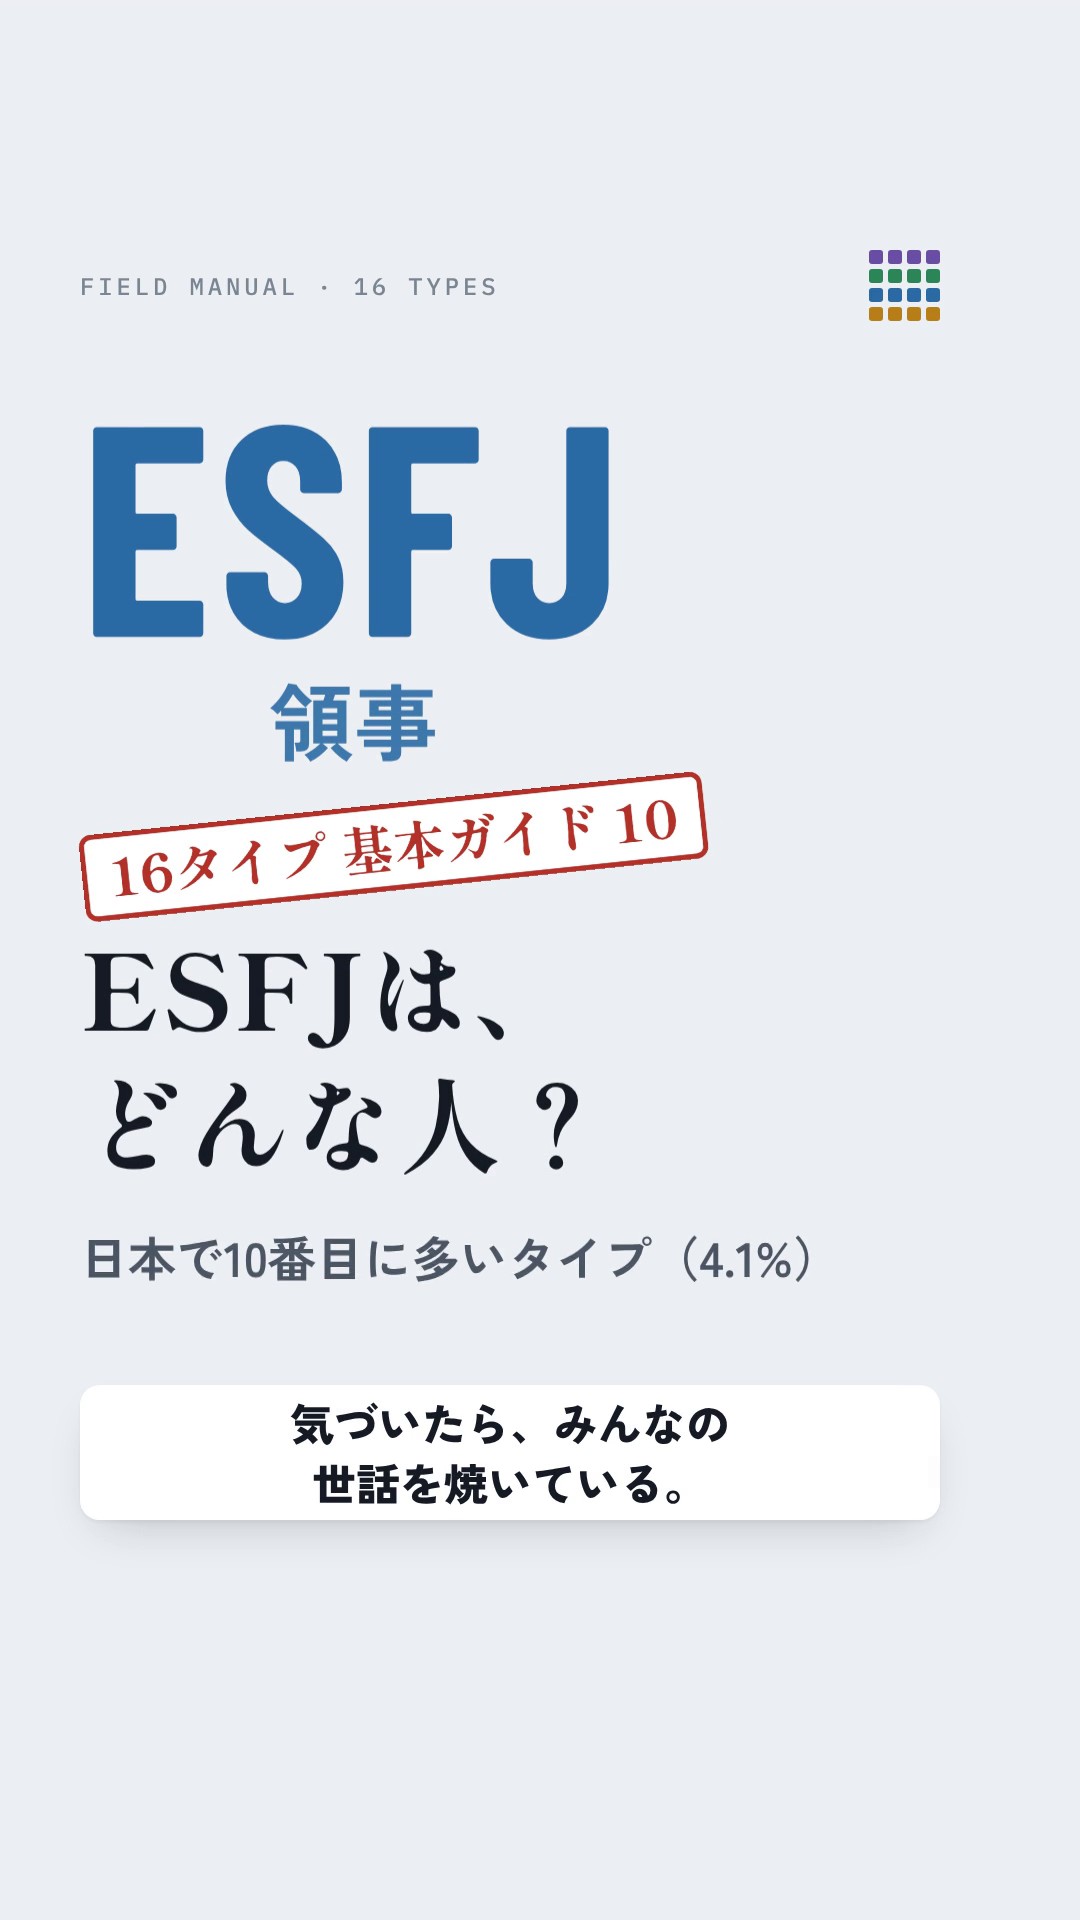 FIELD MANUAL · 16 TYPES
ESFJ
領事
16タイプ 基本ガイド 10
ESFJは、
どんな人？
日本で10番目に多いタイプ（4.1%）
気づいたら、みんなの
世話を焼いている。